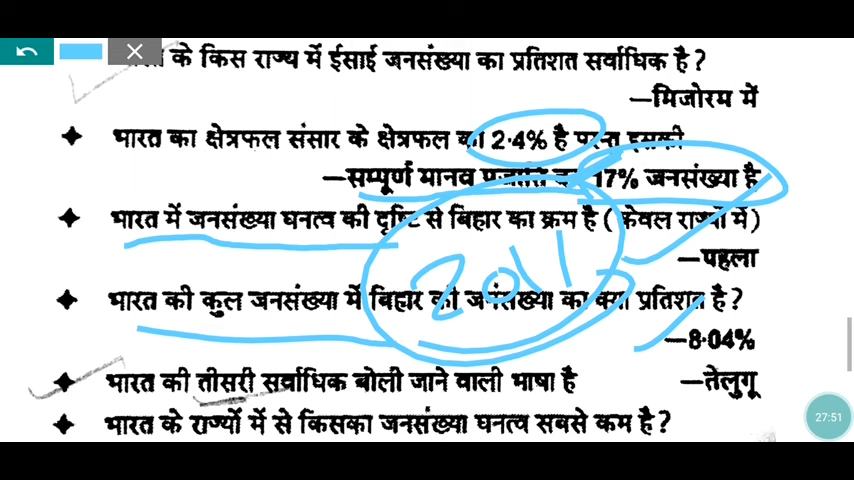 के किस राज्य में ईसाई जनसंख्या का प्रतिशत सर्वाधिक है?
—मिजोरम में
भारत का क्षेत्रफल संसार के क्षेत्रफल का 2·4% है परन्तु इसकी
—सम्पूर्ण मानव प्रजाति का 17% जनसंख्या है
भारत में जनसंख्या घनत्व की दृष्टि से बिहार का क्रम है (केवल राज्यों में)
—पहला
2011
भारत की कुल जनसंख्या में बिहार की जनसंख्या का क्या प्रतिशत है?
—8·04%
भारत की तीसरी सर्वाधिक बोली जाने वाली भाषा है —तेलुगू
भारत के राज्यों में से किसका जनसंख्या घनत्व सबसे कम है?
27:51